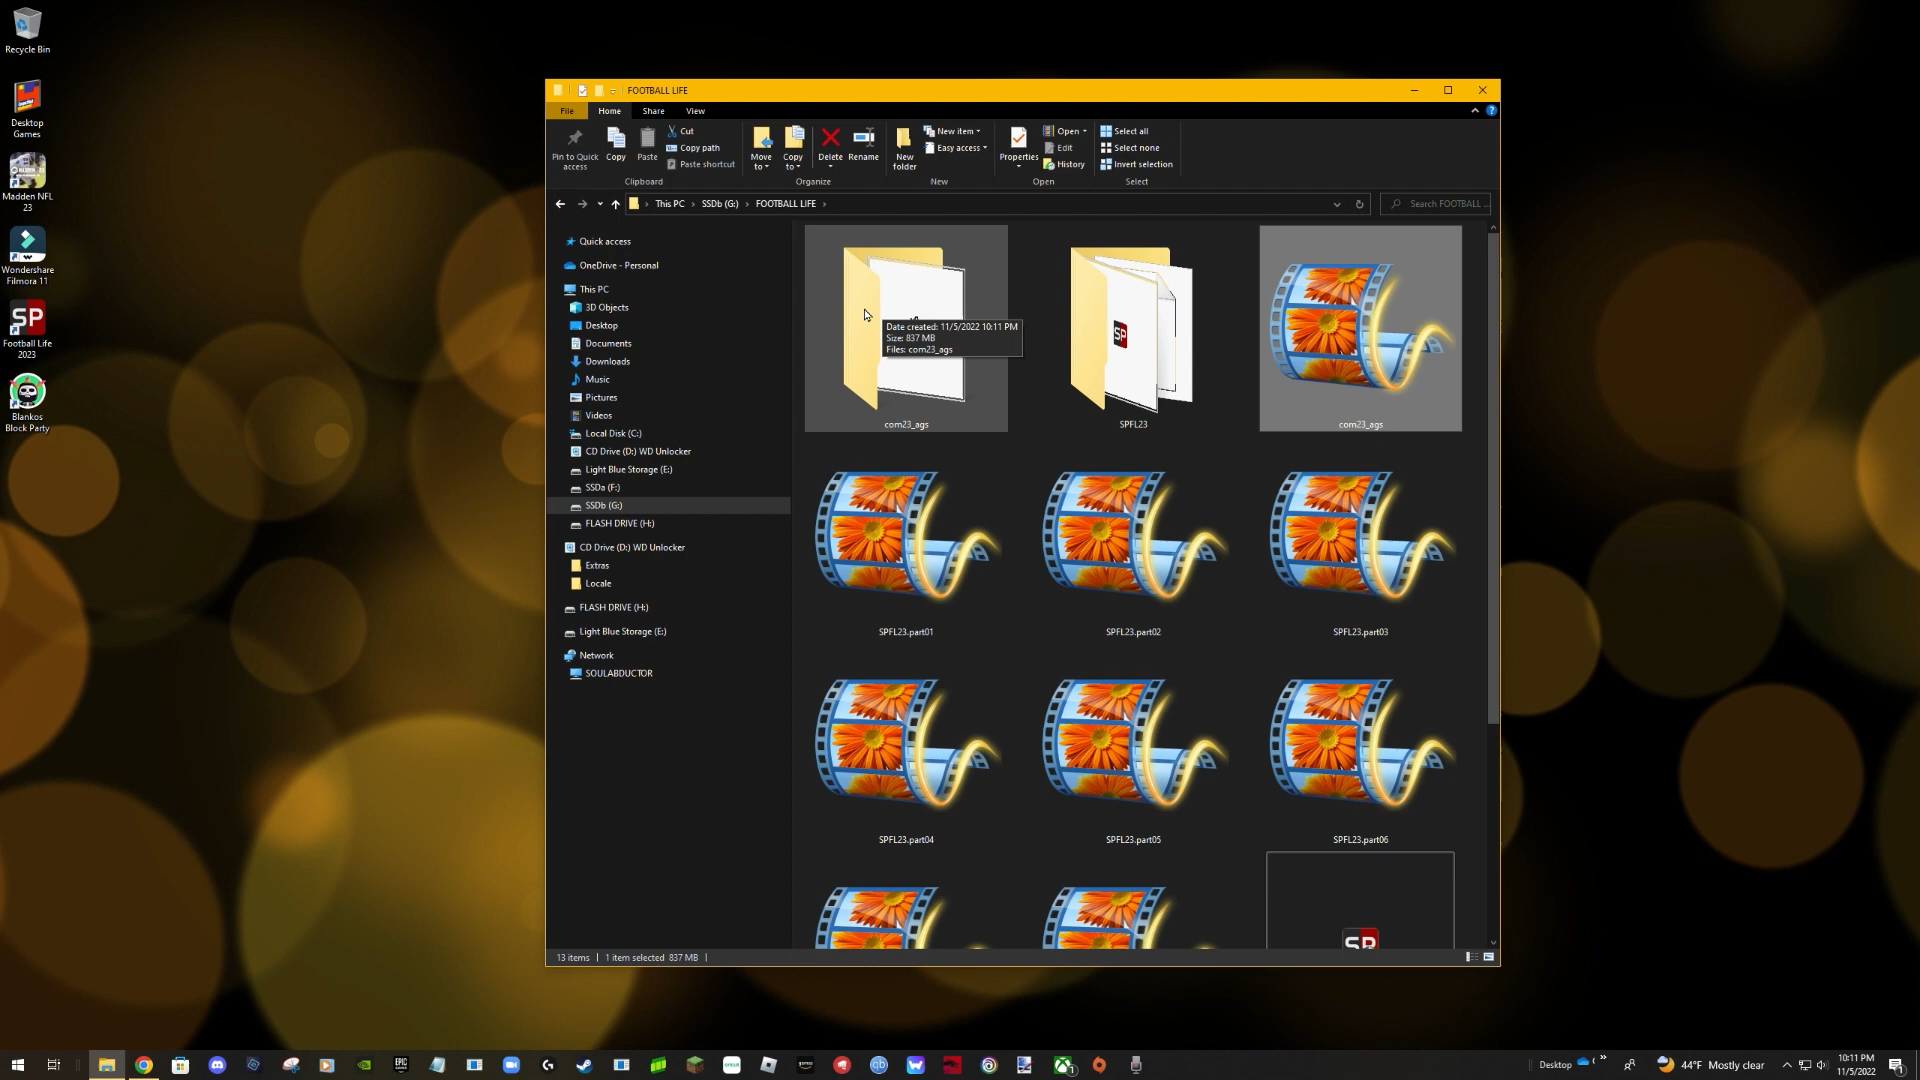 Recycle Bin
Desktop
Games
Madden NFL
23
Wondershare
Filmora 11
SP
Football Life
2023
Blankos
Block Party
FOOTBALL LIFE
File
Home
Share
View
Pin to Quick
access
Copy
Paste
Cut
Copy path
Paste shortcut
Clipboard
Move
to
Copy
to
Delete
Rename
Organize
New
folder
New item
Easy access
New
Properties
Open
Edit
History
Open
Select all
Select none
Invert selection
Select
This PC > SSDb (G:) > FOOTBALL LIFE >
Search FOOTBALL ...
Quick access
OneDrive - Personal
This PC
3D Objects
Desktop
Documents
Downloads
Music
Pictures
Videos
Local Disk (C:)
CD Drive (D:) WD Unlocker
Light Blue Storage (E:)
SSDa (F:)
SSDb (G:)
FLASH DRIVE (H:)
CD Drive (D:) WD Unlocker
Extras
Locale
FLASH DRIVE (H:)
Light Blue Storage (E:)
Network
SOULABDUCTOR
Date created: 11/5/2022 10:11 PM
Size: 837 MB
Files: com23_ags
SP
com23_ags
SPFL23
com23_ags
SPFL23.part01
SPFL23.part02
SPFL23.part03
SPFL23.part04
SPFL23.part05
SPFL23.part06
SP
13 items
1 item selected 837 MB
EPIC
qb
Desktop
44°F Mostly clear
10:11 PM
11/5/2022